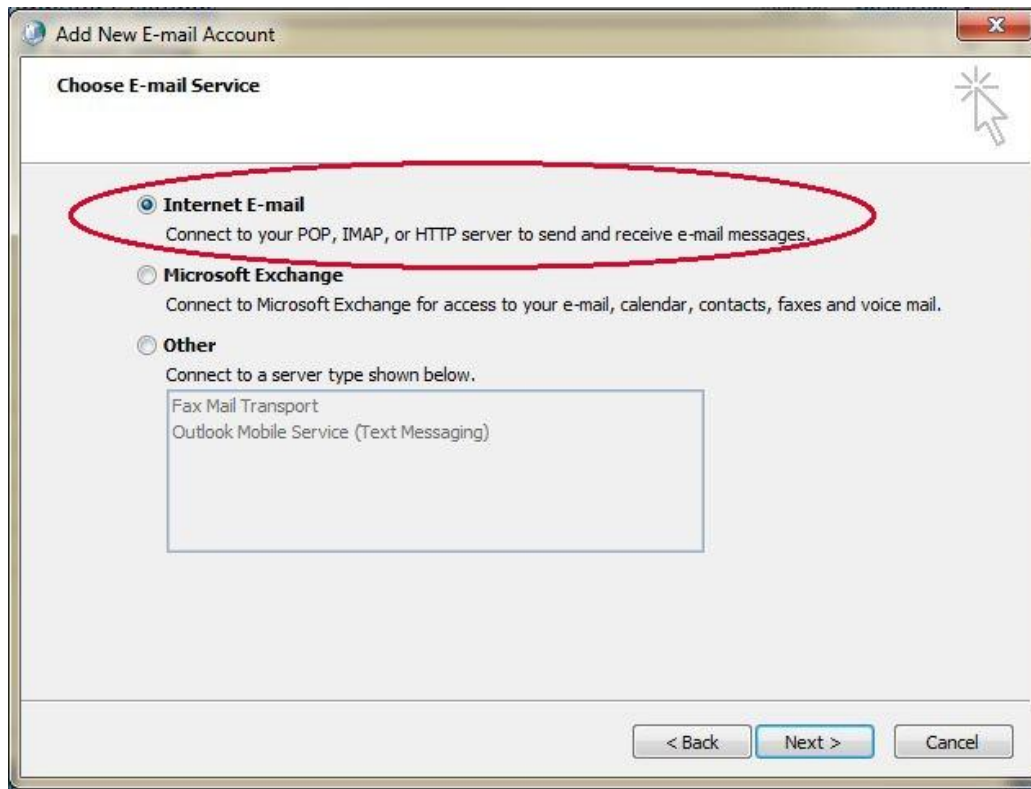 Add New E-mail Account
Choose E-mail Service
Internet E-mail
Connect to your POP, IMAP, or HTTP server to send and receive e-mail messages.
Microsoft Exchange
Connect to Microsoft Exchange for access to your e-mail, calendar, contacts, faxes and voice mail.
Other
Connect to a server type shown below.
Fax Mail Transport
Outlook Mobile Service (Text Messaging)
< Back
Next >
Cancel